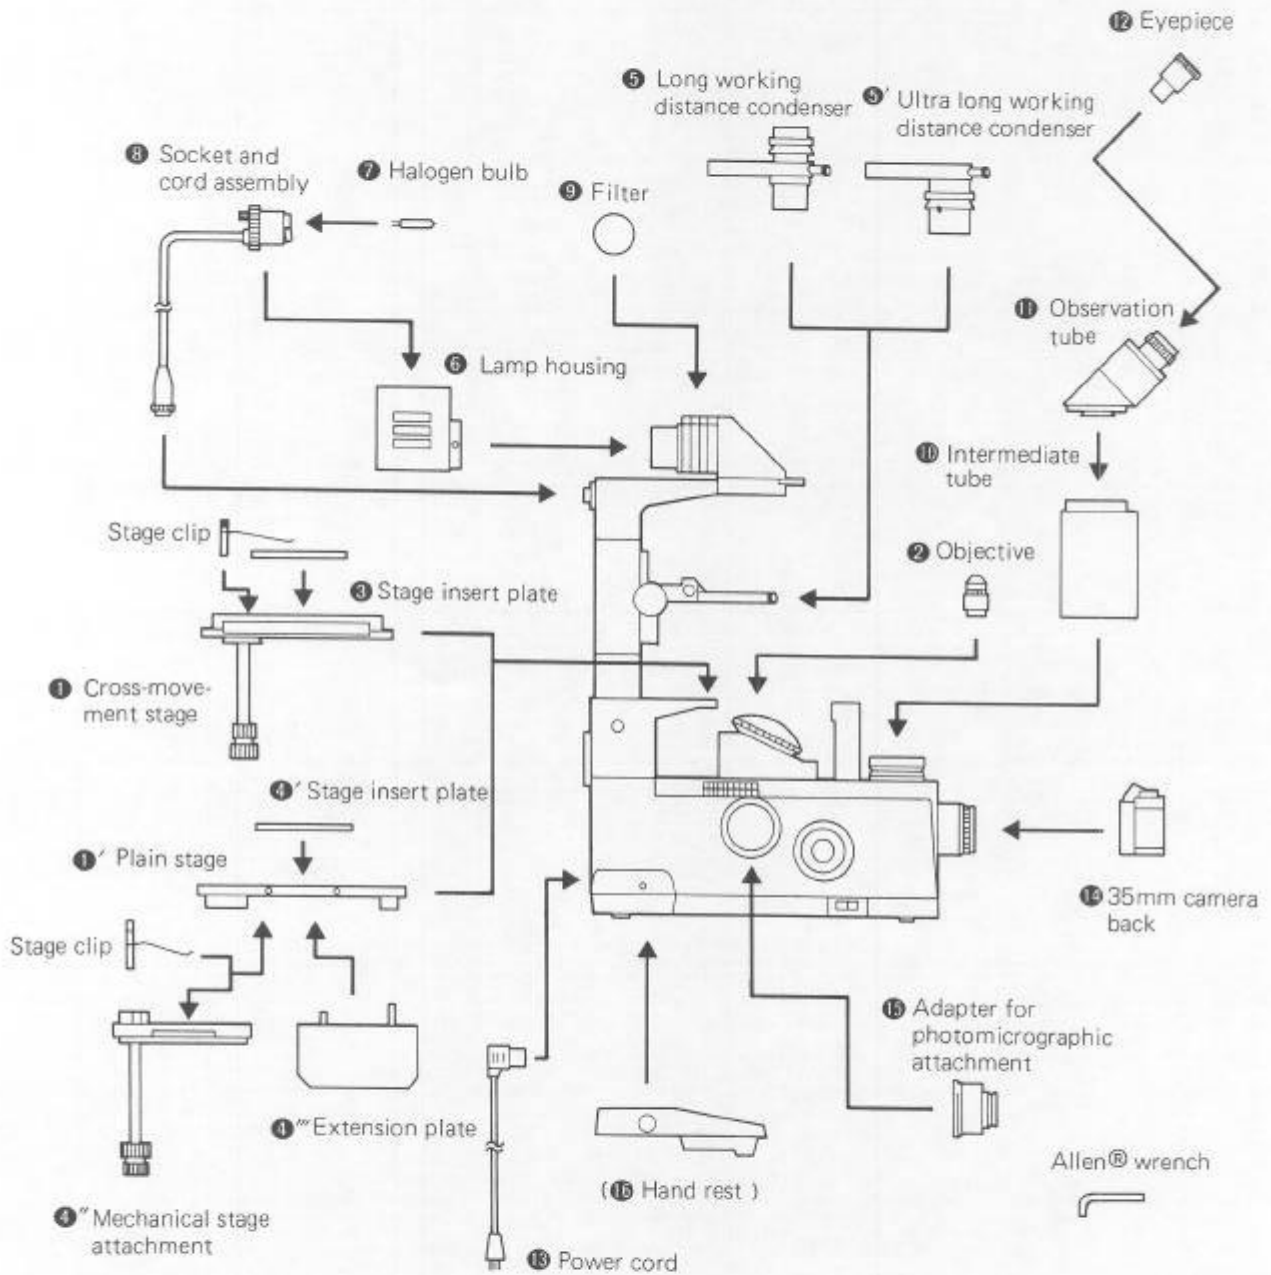 ⓬ Eyepiece
❺ Long working
distance condenser
❺′ Ultra long working
distance condenser
❽ Socket and
cord assembly
❼ Halogen bulb
❾ Filter
⓫ Observation
tube
❻ Lamp housing
❿ Intermediate
tube
Stage clip
❷ Objective
❸ Stage insert plate
❶ Cross-move-
ment stage
❹′ Stage insert plate
❶′ Plain stage
⓮ 35mm camera
back
Stage clip
⓯ Adapter for
photomicrographic
attachment
❹‴ Extension plate
Allen® wrench
(⓰ Hand rest )
❹″ Mechanical stage
attachment
⓭ Power cord